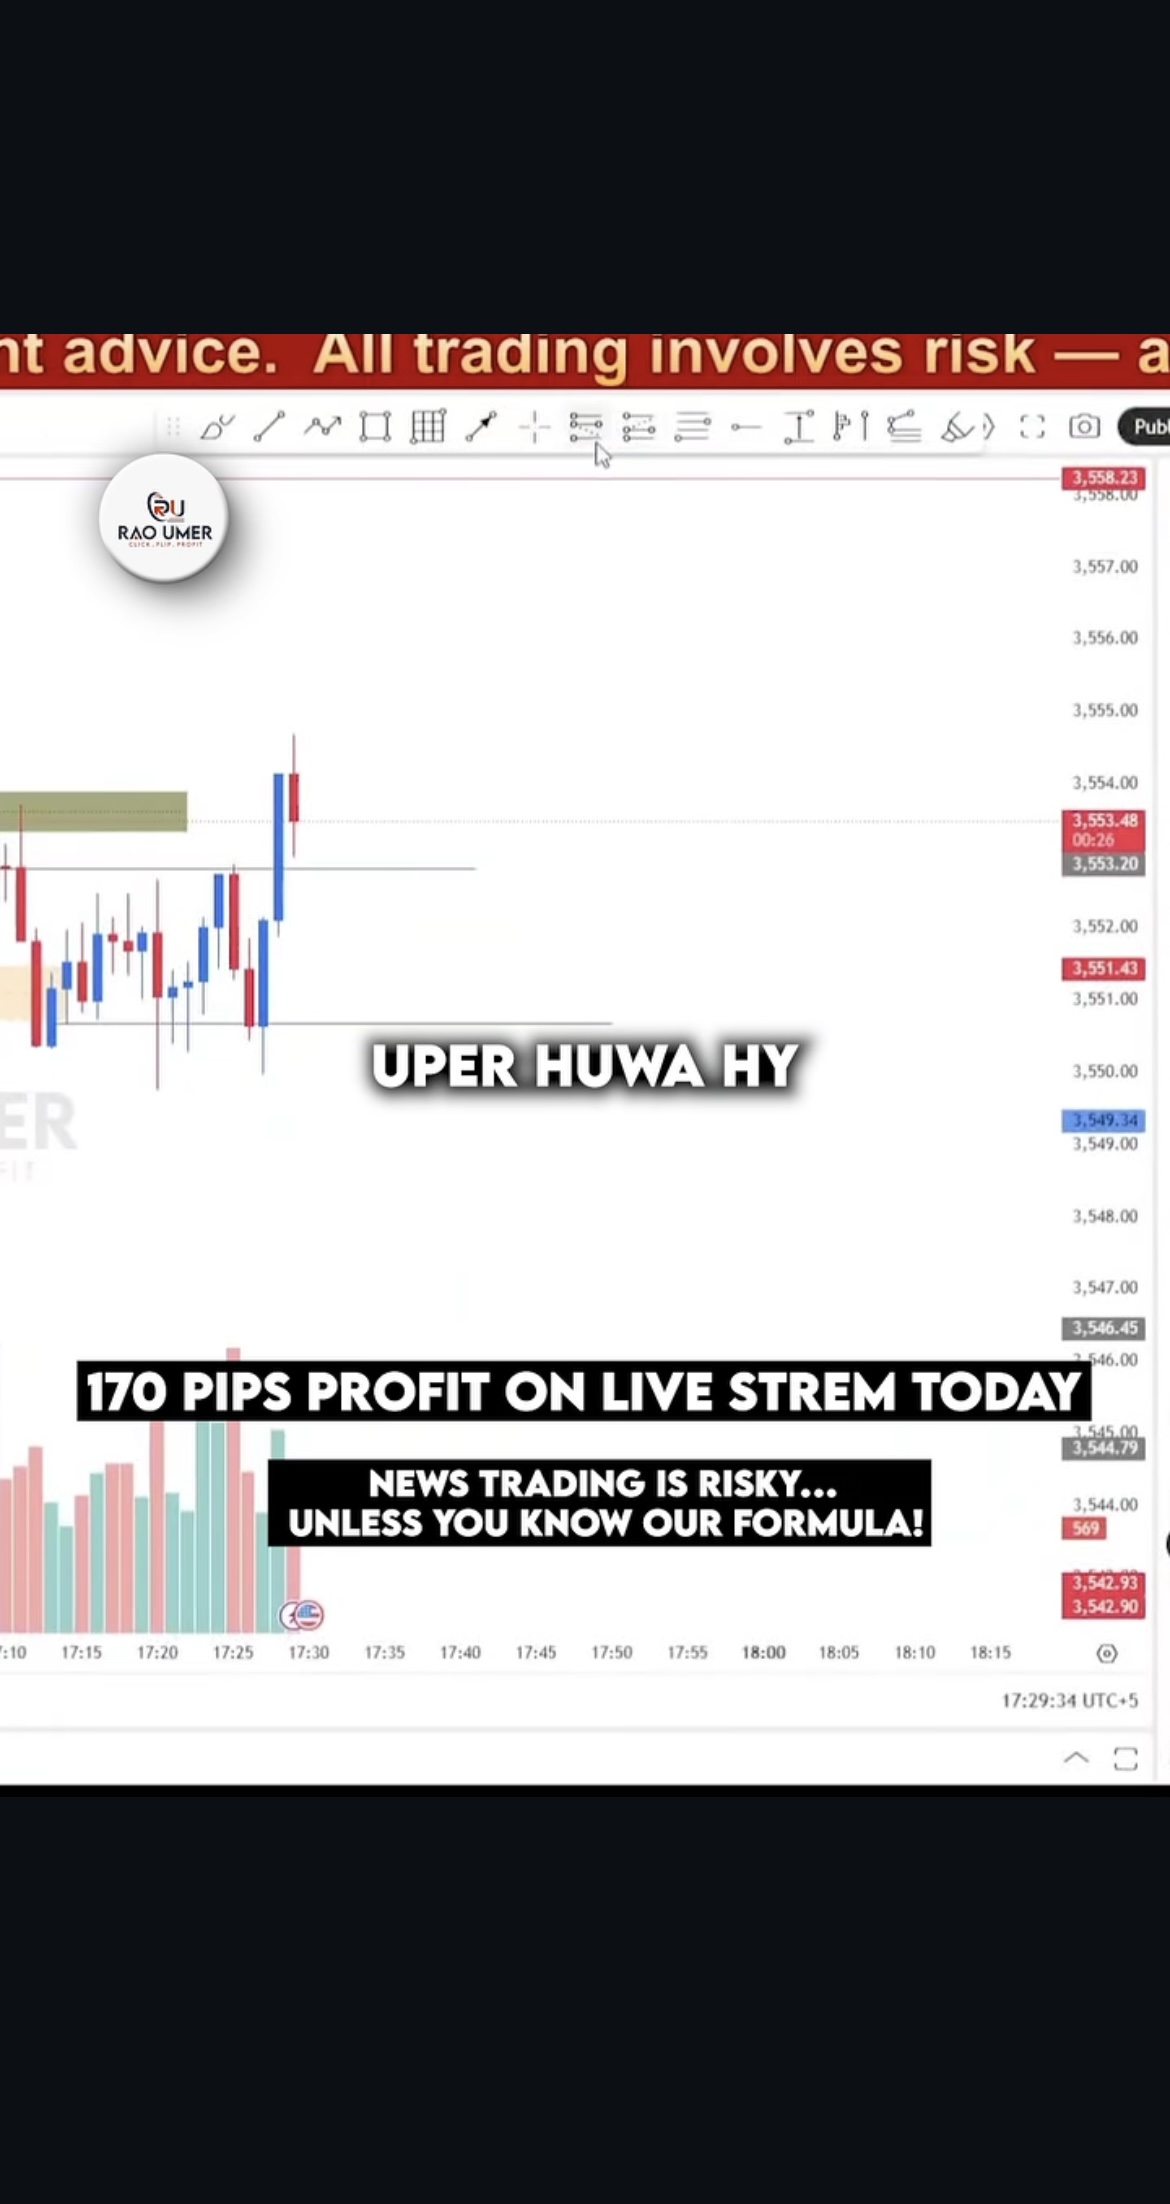 nt advice. All trading involves risk — a
Publ
RU
RAO UMER
CLICK.FLIP.PROFIT
3,558.23
3,558.00
3,557.00
3,556.00
3,555.00
3,554.00
3,553.48
00:26
3,553.20
3,552.00
3,551.43
3,551.00
UPER HUWA HY
3,550.00
ER
FIT
3,549.34
3,549.00
3,548.00
3,547.00
3,546.45
546.00
170 PIPS PROFIT ON LIVE STREM TODAY
3,545.00
3,544.79
NEWS TRADING IS RISKY...
UNLESS YOU KNOW OUR FORMULA!
3,544.00
569
3,542.93
3,542.90
:10 17:15 17:20 17:25 17:30 17:35 17:40 17:45 17:50 17:55 18:00 18:05 18:10 18:15
17:29:34 UTC+5